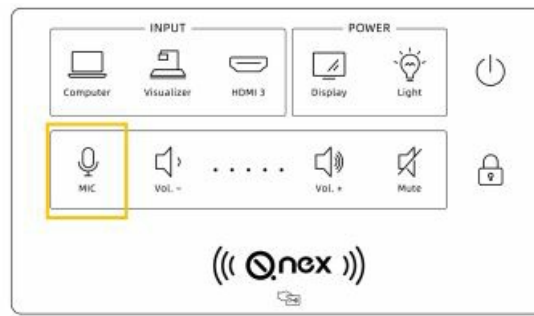 INPUT
POWER
Computer Visualizer HDMI 3 Display Light
MIC Vol. - Vol. + Mute
Qnex